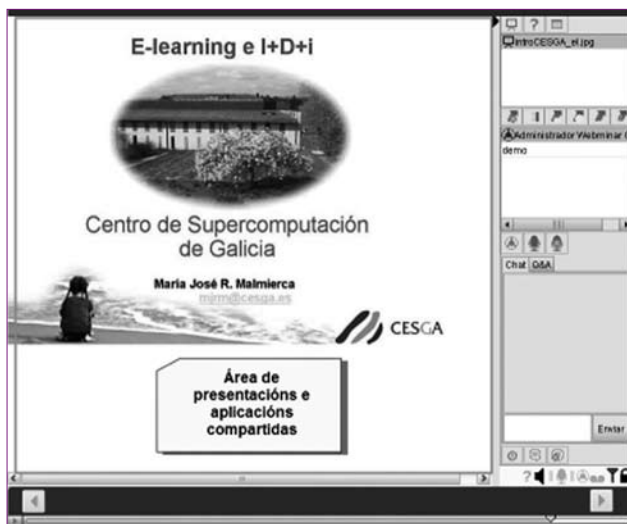 E-learning e I+D+i
Centro de Supercomputación
de Galicia
María José R. Malmierca
mjrm@cesga.es
CESGA
Área de
presentacións e
aplicacións
compartidas
?
introCESGA_el.jpg
Administrador Webminar
demo
Chat Q&A
Enviar
?